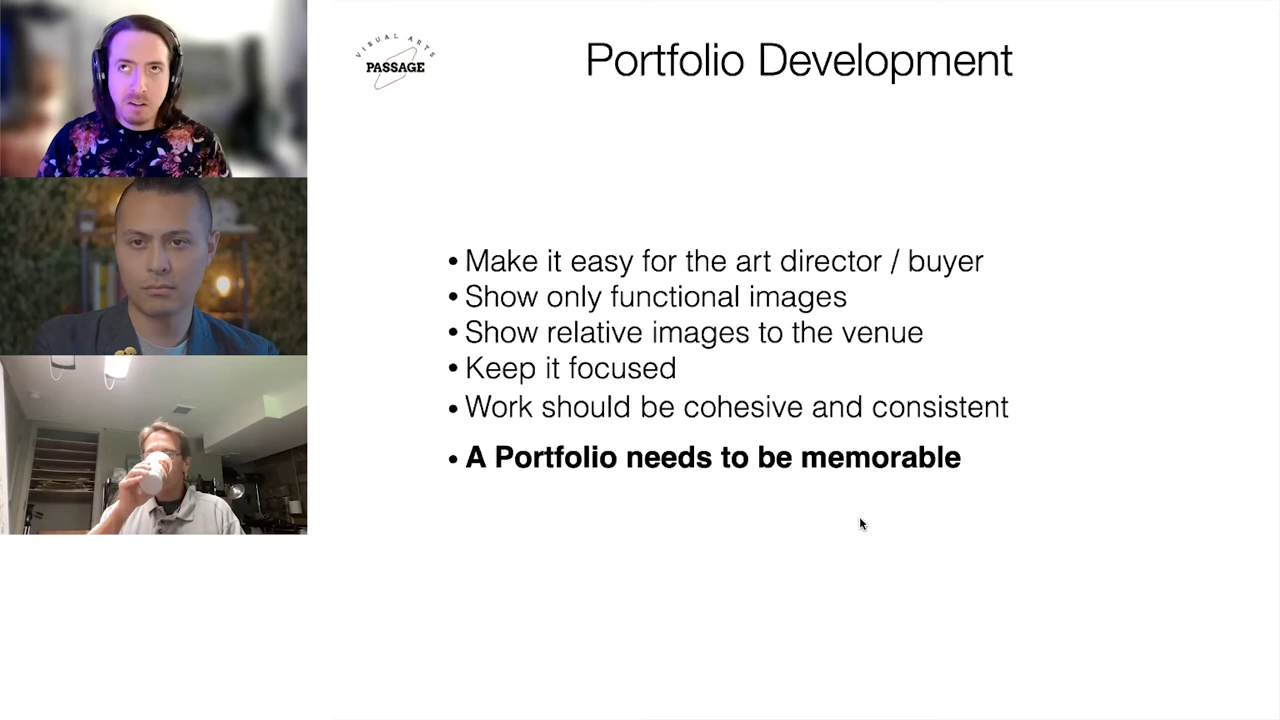 VISUAL ARTS
PASSAGE
Portfolio Development
• Make it easy for the art director / buyer
• Show only functional images
• Show relative images to the venue
• Keep it focused
• Work should be cohesive and consistent
• A Portfolio needs to be memorable